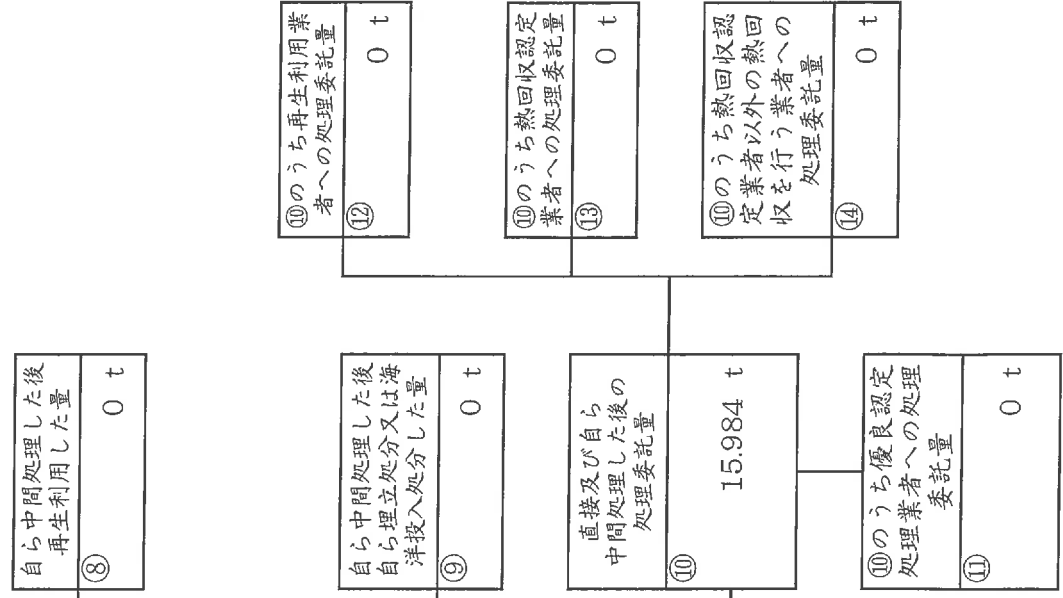 自ら中間処理した後
再生利用した量
⑧
0 t
自ら中間処理した後
自ら埋立処分又は海
洋投入処分した量
⑨
0 t
直接及び自ら
中間処理した後の
処理委託量
⑩
15.984 t
⑩のうち優良認定
処理業者への処理
委託量
⑪
0 t
⑩のうち再生利用業
者への処理委託量
⑫
0 t
⑩のうち熱回収認定
業者への処理委託量
⑬
0 t
⑩のうち熱回収認
定業者以外の熱回
収を行う業者への
処理委託量
⑭
0 t